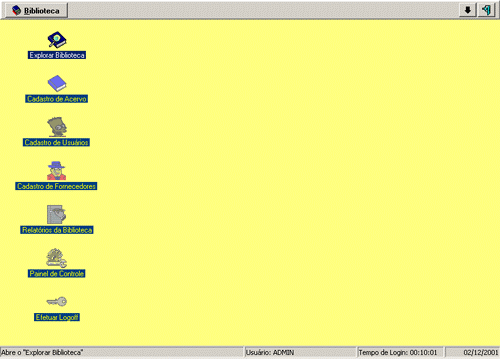 Biblioteca
Explorar Biblioteca
Cadastro de Acervo
Cadastro de Usuários
Cadastro de Fornecedores
Relatórios da Biblioteca
Painel de Controle
Efetuar Logoff
Abre o "Explorar Biblioteca" Usuário: ADMIN Tempo de Login: 00:10:01 02/12/2001